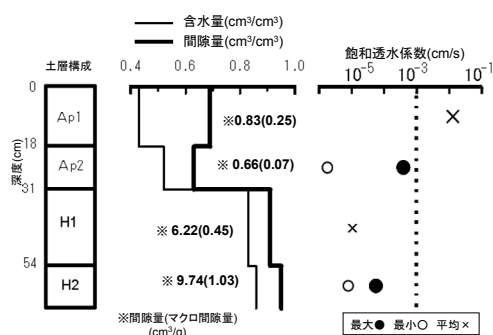 含水量(cm³/cm³)
間隙量(cm³/cm³)
土層構成
飽和透水係数(cm/s)
0.4 0.6 0.8 1.0
10⁻⁵ 10⁻³ 10⁻¹
深度(cm)
0
18
31
54
Ap1
Ap2
H1
H2
※0.83(0.25)
※ 0.66(0.07)
※ 6.22(0.45)
※ 9.74(1.03)
※間隙量(マクロ間隙量)
(cm³/g)
最大● 最小○ 平均×